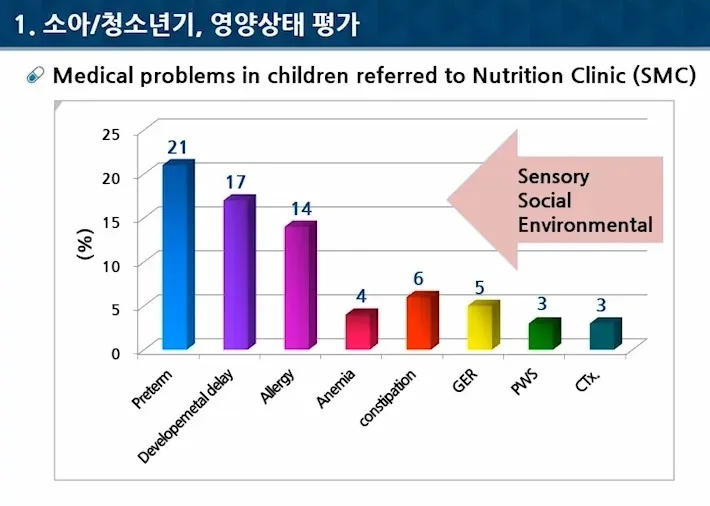 1. 소아/청소년기, 영양상태 평가
Medical problems in children referred to Nutrition Clinic (SMC)
(%)
25
20
15
10
5
0
21
17
14
4
6
5
3
3
Sensory
Social
Environmental
Preterm
Developemetal delay
Allergy
Anemia
constipation
GER
PWS
CTx.